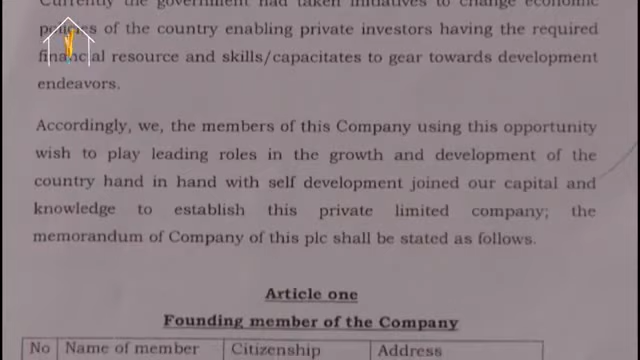 Currently the government had taken initiatives to change economic
policies of the country enabling private investors having the required
financial resource and skills/capacitates to gear towards development
endeavors.
Accordingly, we, the members of this Company using this opportunity
wish to play leading roles in the growth and development of the
country hand in hand with self development joined our capital and
knowledge to establish this private limited company; the
memorandum of Company of this plc shall be stated as follows.
Article one
Founding member of the Company
No Name of member Citizenship Address